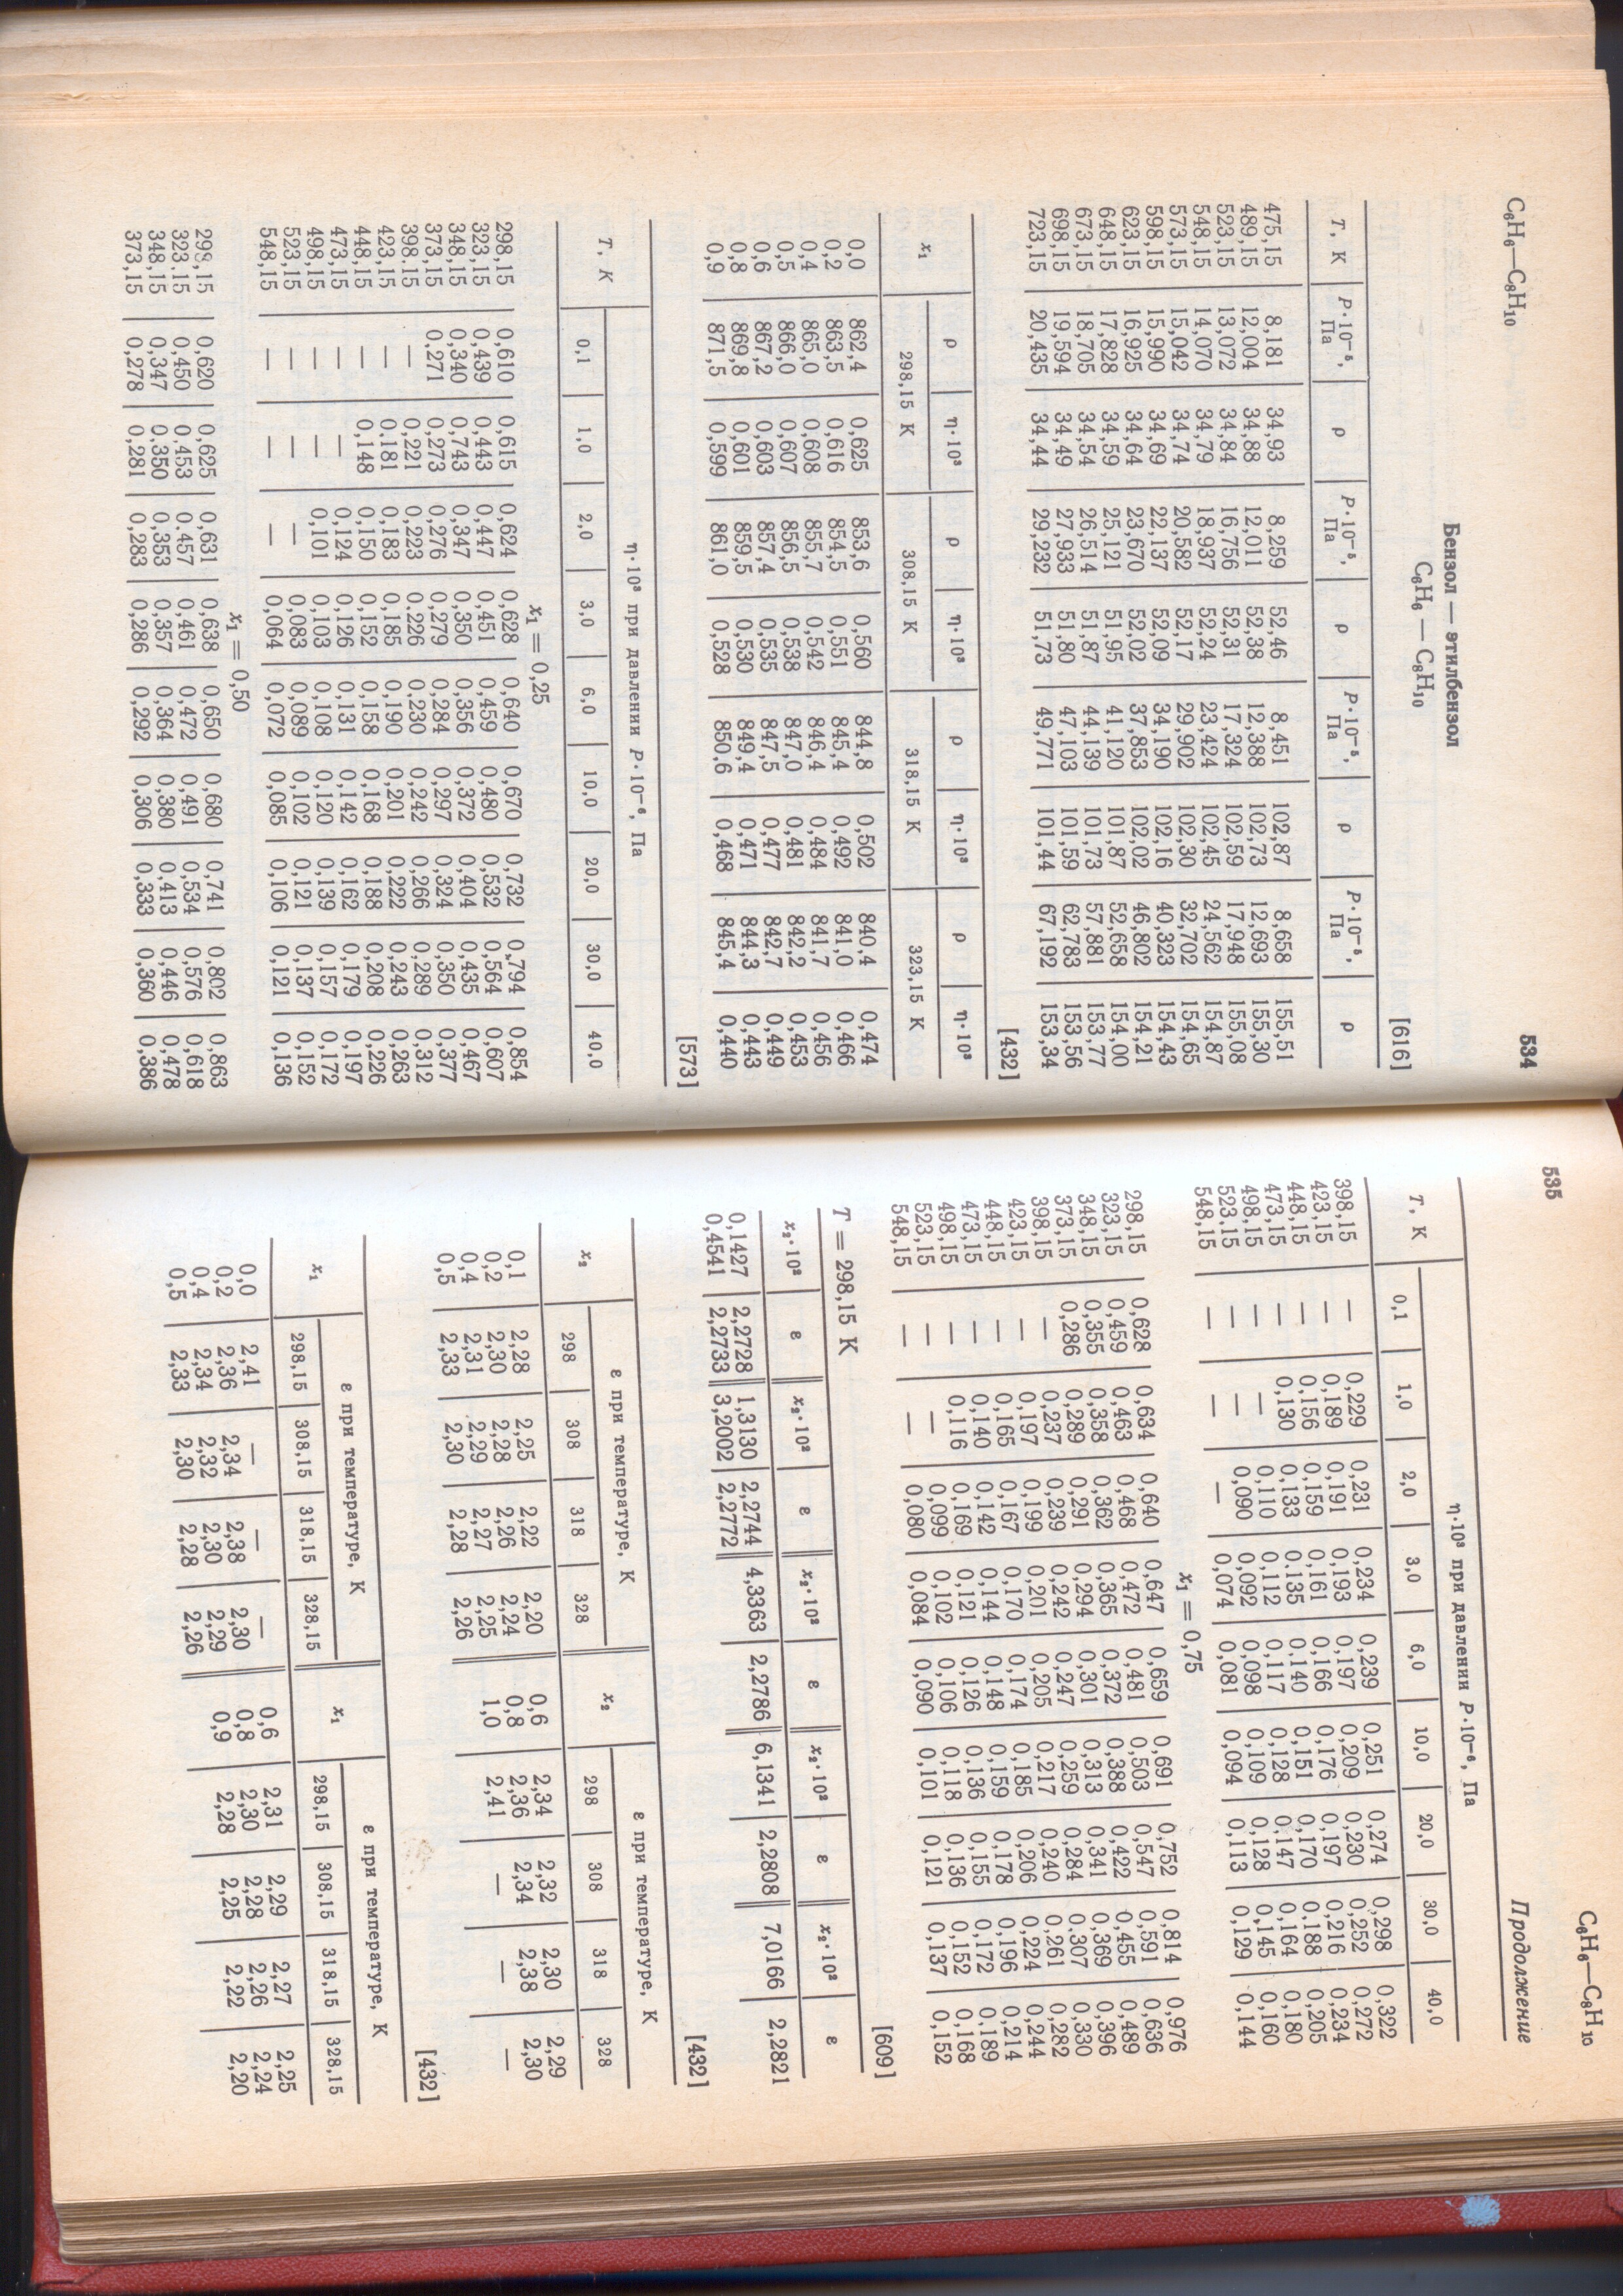 C₆H₆—C₈H₁₀ 534
Бензол — этилбензол
C₆H₆ — C₈H₁₀
[616]
T, К | P·10⁻⁵, Па | ρ | P·10⁻⁵, Па | ρ | P·10⁻⁵, Па | ρ | P·10⁻⁵, Па | ρ
475,15 8,181 34,93 8,259 52,46 8,451 102,87 8,658 155,51
489,15 12,004 34,88 12,011 52,38 12,388 102,73 12,693 155,30
523,15 13,072 34,84 16,756 52,31 17,324 102,59 17,948 155,08
548,15 14,070 34,79 18,937 52,24 23,424 102,45 24,562 154,87
573,15 15,042 34,74 20,582 52,17 29,902 102,30 32,702 154,65
598,15 15,990 34,69 22,137 52,09 34,190 102,16 40,323 154,43
623,15 16,925 34,64 23,670 52,02 37,853 102,02 46,802 154,21
648,15 17,828 34,59 25,121 51,95 41,120 101,87 52,658 154,00
673,15 18,705 34,54 26,514 51,87 44,139 101,73 57,881 153,77
698,15 19,594 34,49 27,933 51,80 47,103 101,59 62,783 153,56
723,15 20,435 34,44 29,232 51,73 49,771 101,44 67,192 153,34
[432]
x₁ | 298,15 К | 308,15 К | 318,15 К | 323,15 К
ρ | η·10³ | ρ | η·10³ | ρ | η·10³ | ρ | η·10³
0,0 862,4 0,625 853,6 0,560 844,8 0,502 840,4 0,474
0,2 863,5 0,616 854,5 0,551 845,4 0,492 841,0 0,466
0,4 865,0 0,608 855,7 0,542 846,4 0,484 841,7 0,456
0,5 866,0 0,607 856,5 0,538 847,0 0,481 842,2 0,453
0,6 867,2 0,603 857,4 0,535 847,5 0,477 842,7 0,449
0,8 869,8 0,601 859,5 0,530 849,4 0,471 844,3 0,443
0,9 871,5 0,599 861,0 0,528 850,6 0,468 845,4 0,440
[573]
T, К | η·10³ при давлении P·10⁻⁶, Па
0,1 | 1,0 | 2,0 | 3,0 | 6,0 | 10,0 | 20,0 | 30,0 | 40,0
x₁ = 0,25
298,15 0,610 0,615 0,624 0,628 0,640 0,670 0,732 0,794 0,854
323,15 0,439 0,443 0,447 0,451 0,459 0,480 0,532 0,564 0,607
348,15 0,340 0,743 0,347 0,350 0,356 0,372 0,404 0,435 0,467
373,15 0,271 0,273 0,276 0,279 0,284 0,297 0,324 0,350 0,377
398,15 — 0,221 0,223 0,226 0,230 0,242 0,266 0,289 0,312
423,15 — 0,181 0,183 0,185 0,190 0,201 0,222 0,243 0,263
448,15 — 0,148 0,150 0,152 0,158 0,168 0,188 0,208 0,226
473,15 — — 0,124 0,126 0,131 0,142 0,162 0,179 0,197
498,15 — — 0,101 0,103 0,108 0,120 0,139 0,157 0,172
523,15 — — — 0,083 0,089 0,102 0,121 0,137 0,152
548,15 — — — 0,064 0,072 0,085 0,106 0,121 0,136
x₁ = 0,50
298,15 0,620 0,625 0,631 0,638 0,650 0,680 0,741 0,802 0,863
323,15 0,450 0,453 0,457 0,461 0,472 0,491 0,534 0,576 0,618
348,15 0,347 0,350 0,353 0,357 0,364 0,380 0,413 0,446 0,478
373,15 0,278 0,281 0,283 0,286 0,292 0,306 0,333 0,360 0,386
535 C₆H₆—C₈H₁₀
Продолжение
T, К | η·10³ при давлении P·10⁻⁶, Па
0,1 | 1,0 | 2,0 | 3,0 | 6,0 | 10,0 | 20,0 | 30,0 | 40,0
398,15 — 0,229 0,231 0,234 0,239 0,251 0,274 0,298 0,322
423,15 — 0,189 0,191 0,193 0,197 0,209 0,230 0,252 0,272
448,15 — 0,156 0,159 0,161 0,166 0,176 0,197 0,216 0,234
473,15 — 0,130 0,133 0,135 0,140 0,151 0,170 0,188 0,205
498,15 — — 0,110 0,112 0,117 0,128 0,147 0,164 0,180
523,15 — — 0,090 0,092 0,098 0,109 0,128 0,145 0,160
548,15 — — — 0,074 0,081 0,094 0,113 0,129 0,144
x₁ = 0,75
298,15 0,628 0,634 0,640 0,647 0,659 0,691 0,752 0,814 0,976
323,15 0,459 0,463 0,468 0,472 0,481 0,503 0,547 0,591 0,636
348,15 0,355 0,358 0,362 0,365 0,372 0,388 0,422 0,455 0,489
373,15 0,286 0,289 0,291 0,294 0,301 0,313 0,341 0,369 0,396
398,15 — 0,237 0,239 0,242 0,247 0,259 0,284 0,307 0,330
423,15 — 0,197 0,199 0,201 0,205 0,217 0,240 0,261 0,282
448,15 — 0,165 0,167 0,170 0,174 0,185 0,206 0,224 0,244
473,15 — 0,140 0,142 0,144 0,148 0,159 0,178 0,196 0,214
498,15 — 0,116 0,169 0,121 0,126 0,136 0,155 0,172 0,189
523,15 — — 0,099 0,102 0,106 0,118 0,136 0,152 0,168
548,15 — — 0,080 0,084 0,090 0,101 0,121 0,137 0,152
T = 298,15 К [609]
x₂·10² | ε | x₂·10² | ε | x₂·10² | ε | x₂·10² | ε | x₂·10² | ε
0,1427 2,2728 1,3130 2,2744 4,3363 2,2786 6,1341 2,2808 7,0166 2,2821
0,4541 2,2733 3,2002 2,2772
[432]
x₂ | ε при температуре, К | x₂ | ε при температуре, К
298 | 308 | 318 | 328 | 298 | 308 | 318 | 328
0,1 2,28 2,25 2,22 2,20 0,6 2,34 2,32 2,30 2,29
0,2 2,30 2,28 2,26 2,24 0,8 2,36 2,34 2,38 2,30
0,4 2,31 2,29 2,27 2,25 1,0 2,41 — — —
0,5 2,33 2,30 2,28 2,26
[432]
x₁ | ε при температуре, К | x₁ | ε при температуре, К
298,15 | 308,15 | 318,15 | 328,15 | 298,15 | 308,15 | 318,15 | 328,15
0,0 2,41 — — — 0,6 2,31 2,29 2,27 2,25
0,2 2,36 2,34 2,38 2,30 0,8 2,30 2,28 2,26 2,24
0,4 2,34 2,32 2,30 2,29 0,9 2,28 2,25 2,22 2,20
0,5 2,33 2,30 2,28 2,26